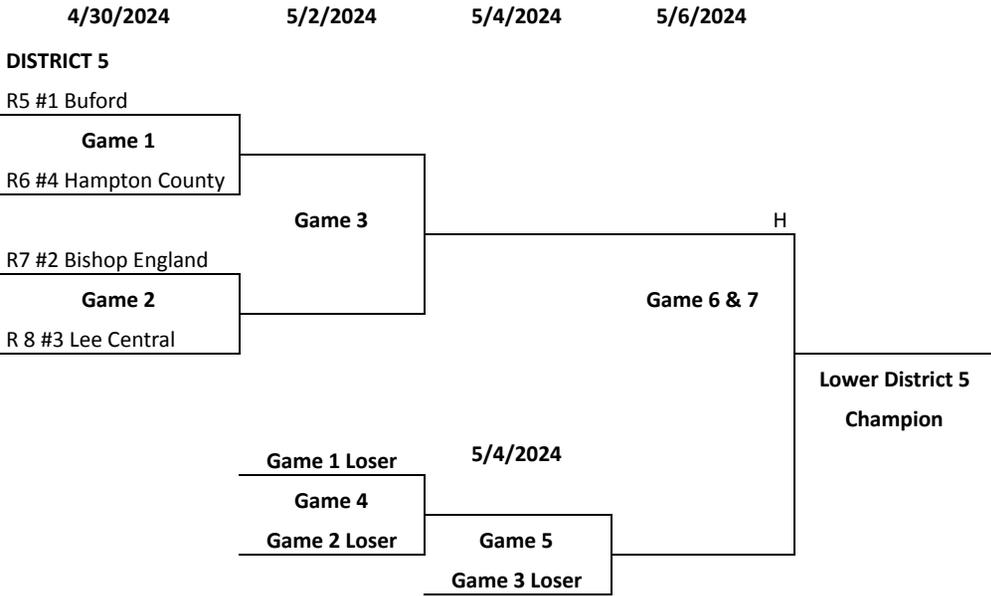 4/30/2024 5/2/2024 5/4/2024 5/6/2024
DISTRICT 5
R5 #1 Buford
Game 1
R6 #4 Hampton County
Game 3
H
R7 #2 Bishop England
Game 2
Game 6 & 7
R 8 #3 Lee Central
Lower District 5
Champion
Game 1 Loser
5/4/2024
Game 4
Game 2 Loser
Game 5
Game 3 Loser